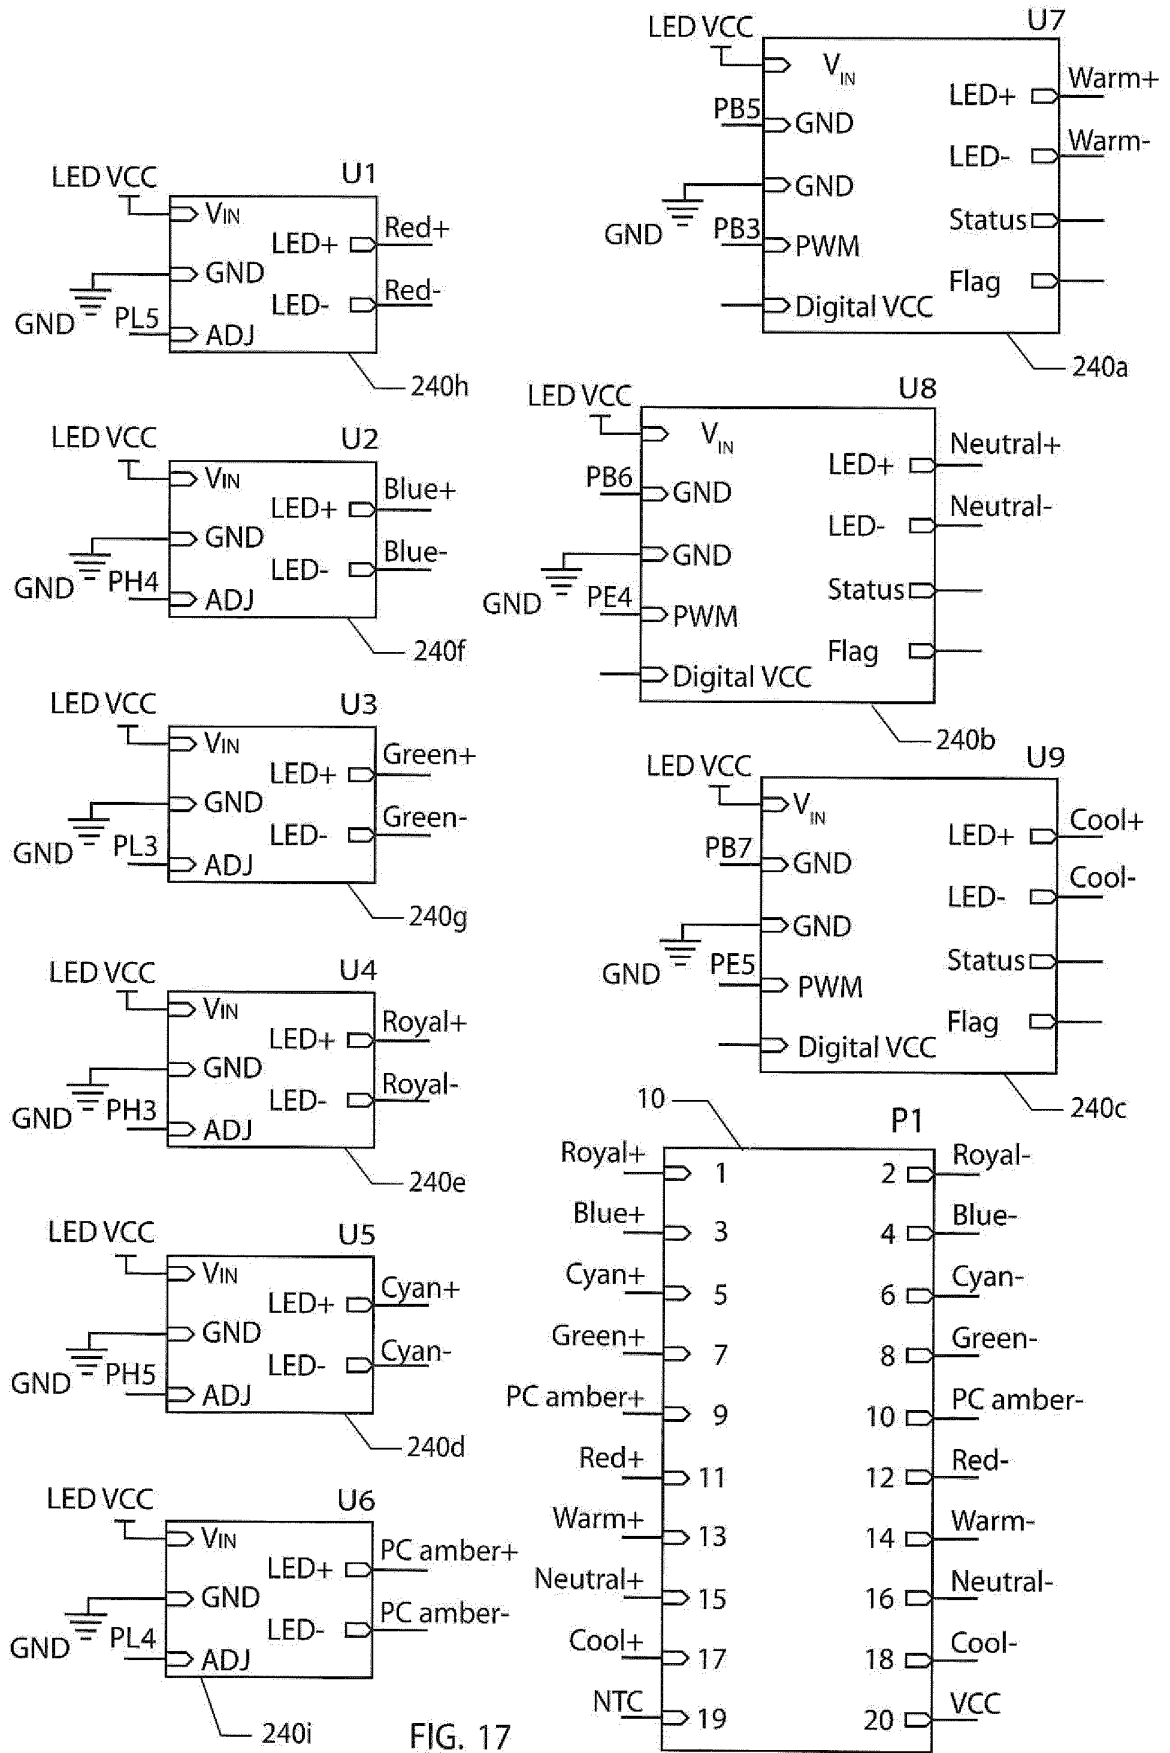 U1
LED VCC
VIN
LED+
Red+
GND
GND
LED-
Red-
PL5
ADJ
240h
U2
LED VCC
VIN
LED+
Blue+
GND
GND
LED-
Blue-
PH4
ADJ
240f
U3
LED VCC
VIN
LED+
Green+
GND
GND
LED-
Green-
PL3
ADJ
240g
U4
LED VCC
VIN
LED+
Royal+
GND
GND
LED-
Royal-
PH3
ADJ
240e
U5
LED VCC
VIN
LED+
Cyan+
GND
GND
LED-
Cyan-
PH5
ADJ
240d
U6
LED VCC
VIN
LED+
PC amber+
GND
GND
LED-
PC amber-
PL4
ADJ
240i
U7
LED VCC
VIN
LED+
Warm+
PB5
GND
LED-
Warm-
GND
GND
Status
PB3
PWM
Flag
Digital VCC
240a
U8
LED VCC
VIN
LED+
Neutral+
PB6
GND
LED-
Neutral-
GND
GND
Status
PE4
PWM
Flag
Digital VCC
240b
U9
LED VCC
VIN
LED+
Cool+
PB7
GND
LED-
Cool-
GND
GND
Status
PE5
PWM
Flag
Digital VCC
240c
10
P1
Royal+ 1 2 Royal-
Blue+ 3 4 Blue-
Cyan+ 5 6 Cyan-
Green+ 7 8 Green-
PC amber+ 9 10 PC amber-
Red+ 11 12 Red-
Warm+ 13 14 Warm-
Neutral+ 15 16 Neutral-
Cool+ 17 18 Cool-
NTC 19 20 VCC
FIG. 17